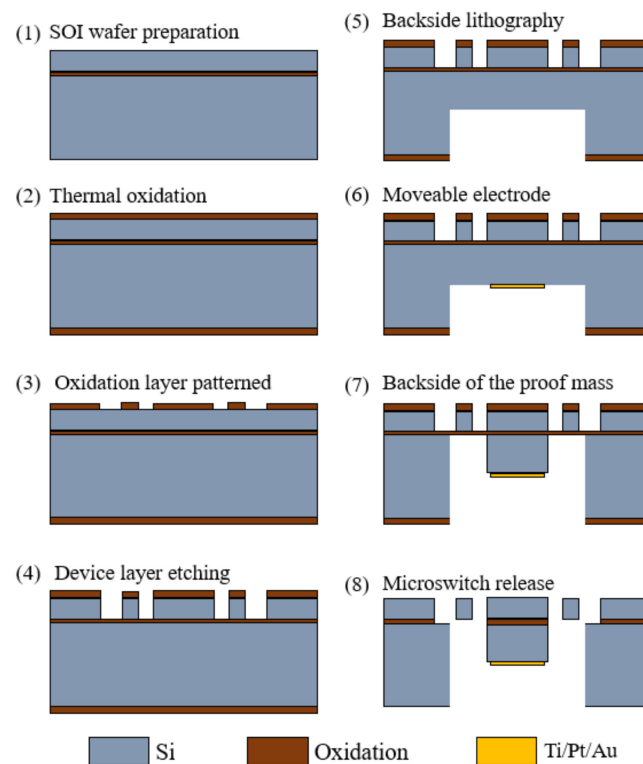 (1) SOI wafer preparation
(2) Thermal oxidation
(3) Oxidation layer patterned
(4) Device layer etching
(5) Backside lithography
(6) Moveable electrode
(7) Backside of the proof mass
(8) Microswitch release
Si
Oxidation
Ti/Pt/Au